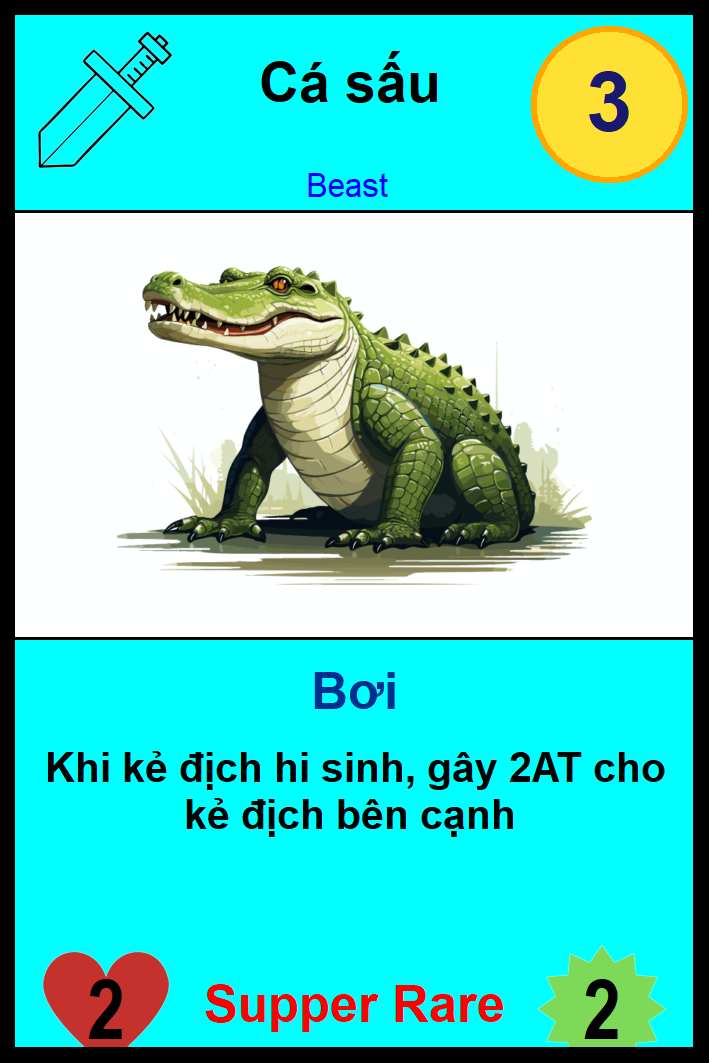 Cá sấu
3
Beast
Bơi
Khi kẻ địch hi sinh, gây 2AT cho
kẻ địch bên cạnh
2
Supper Rare
2